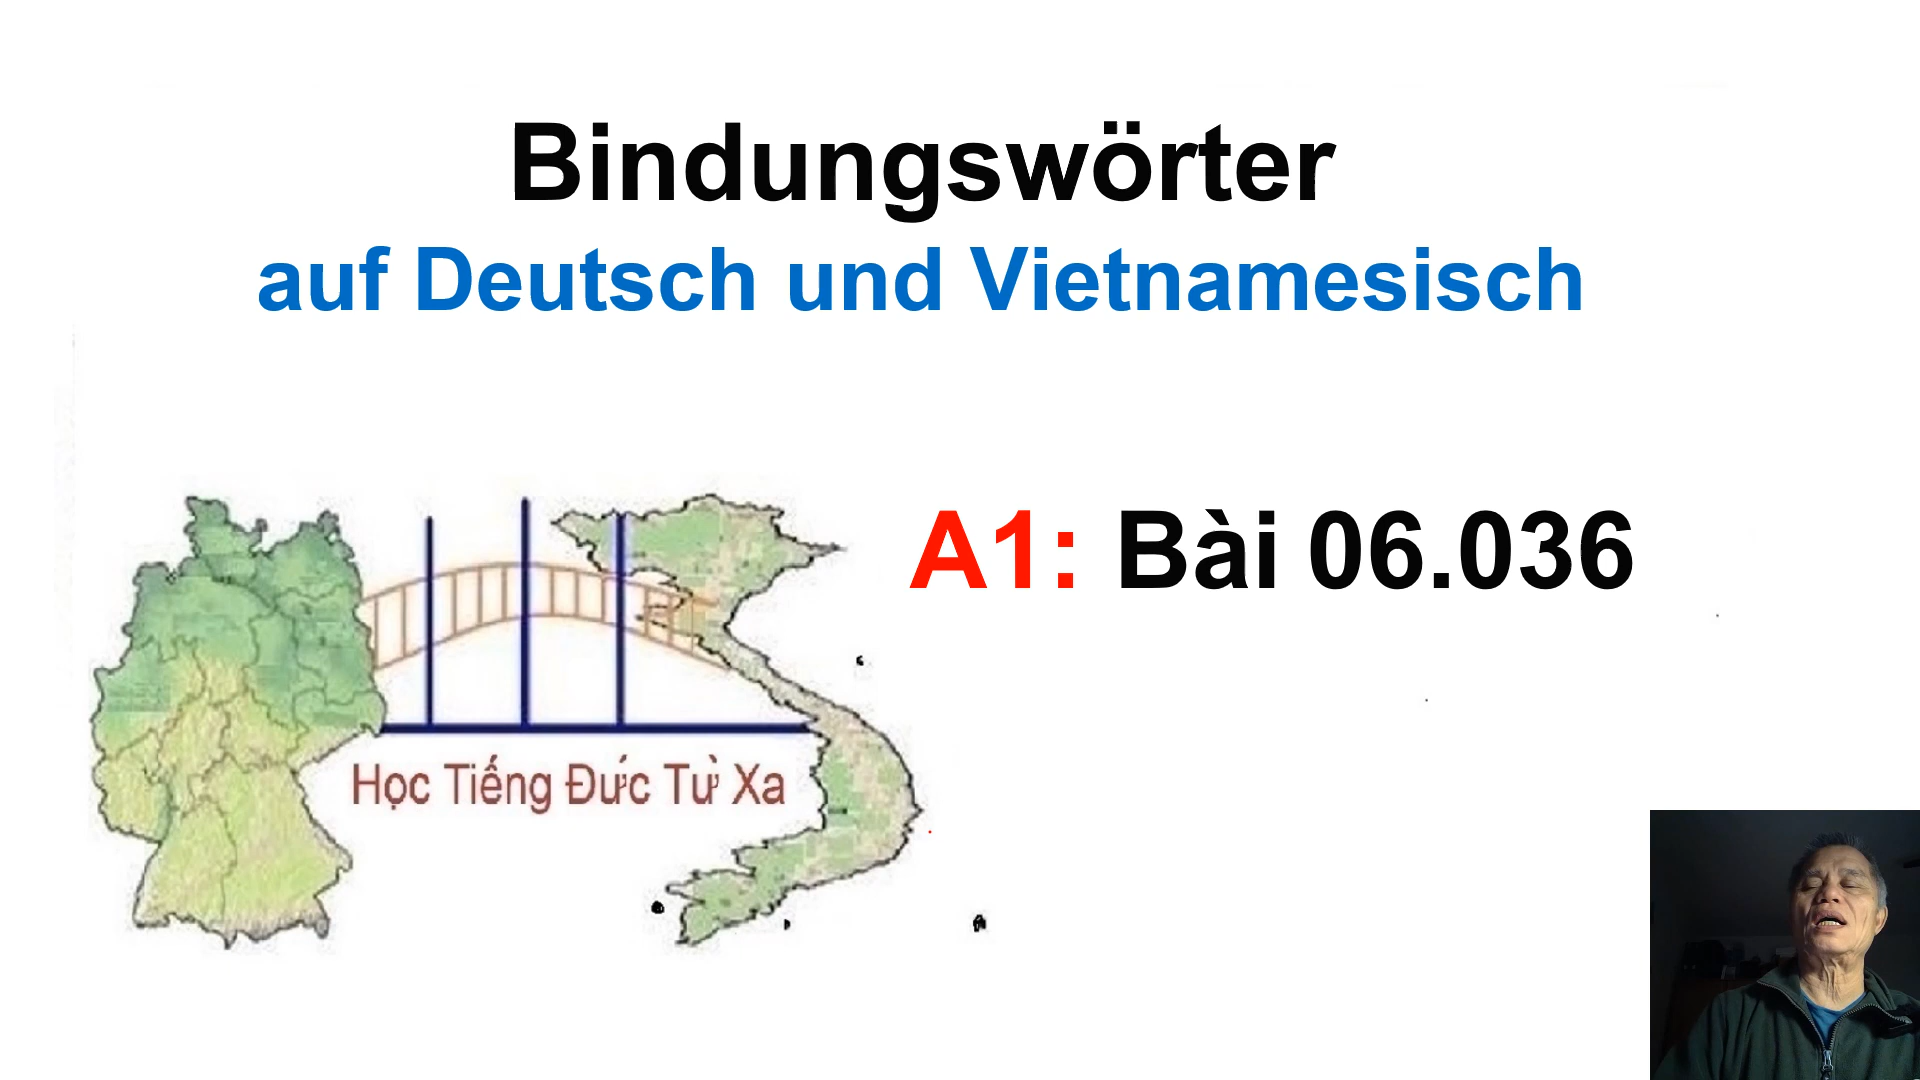 Bindungswörter
auf Deutsch und Vietnamesisch
A1: Bài 06.036
Học Tiếng Đức Từ Xa